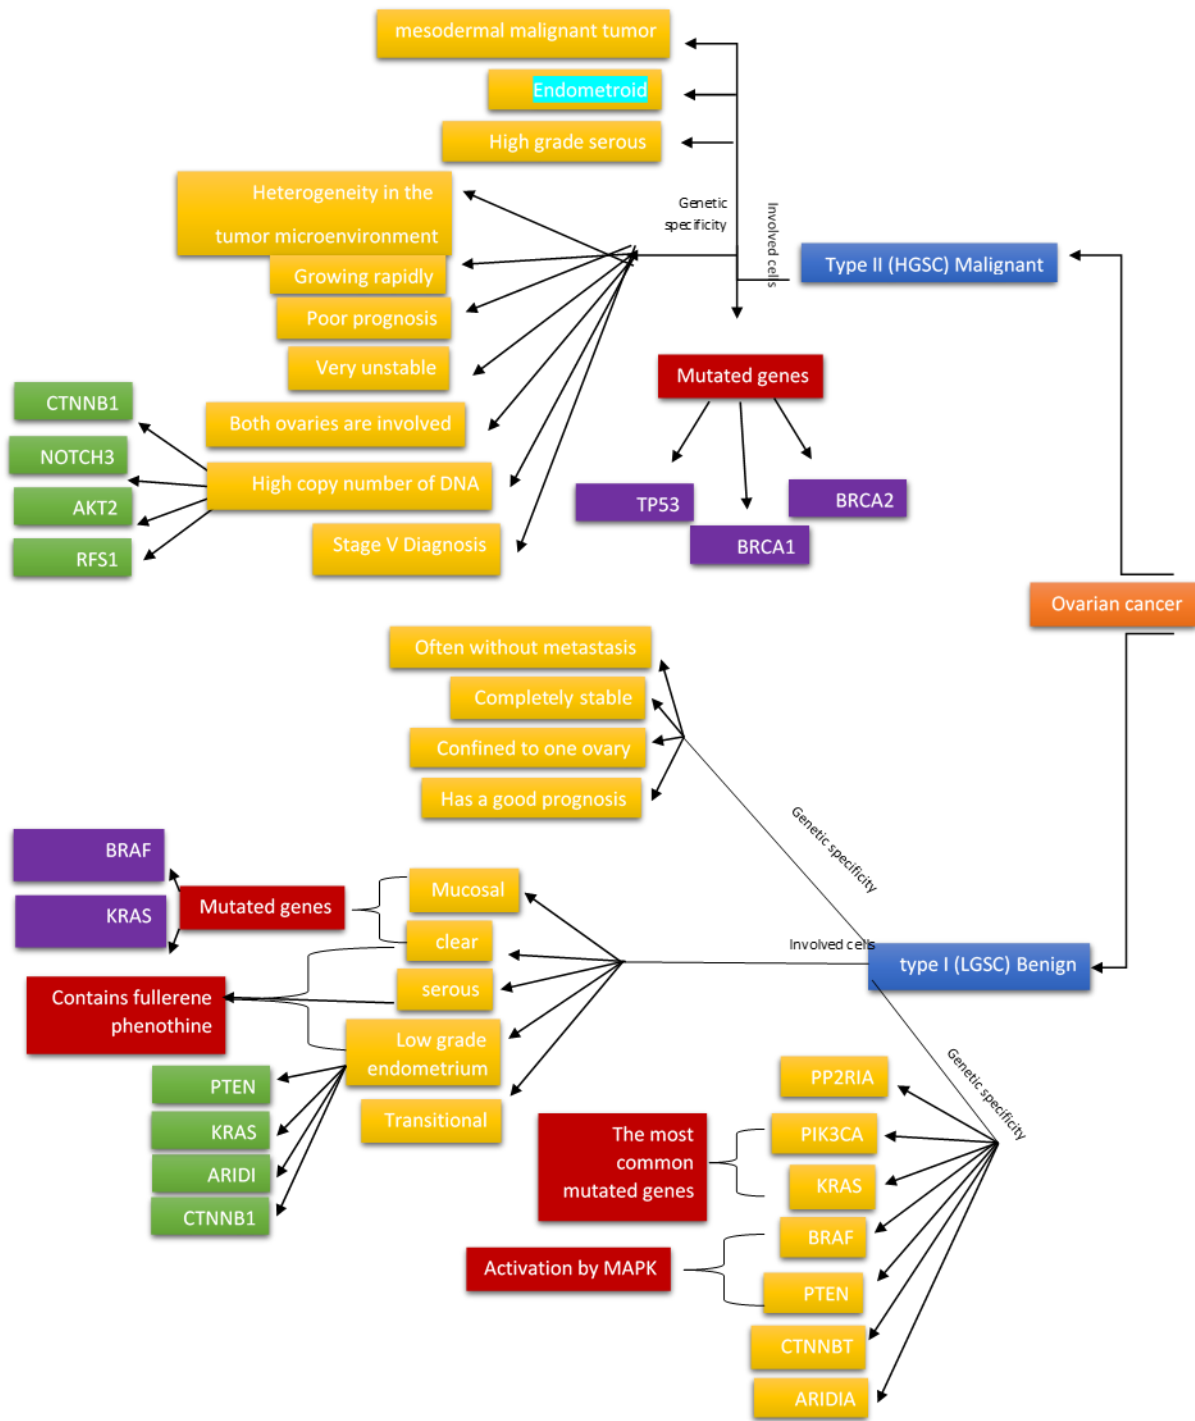 mesodermal malignant tumor
Endometroid
High grade serous
Heterogeneity in the
tumor microenvironment
Growing rapidly
Poor prognosis
Very unstable
Both ovaries are involved
High copy number of DNA
Stage V Diagnosis
CTNNB1
NOTCH3
AKT2
RFS1
Genetic
specificity
Involved cells
Type II (HGSC) Malignant
Mutated genes
TP53
BRCA1
BRCA2
Ovarian cancer
Often without metastasis
Completely stable
Confined to one ovary
Has a good prognosis
Genetic specificity
BRAF
KRAS
Mutated genes
Mucosal
clear
serous
Low grade
endometrium
Transitional
Contains fullerene
phenothine
PTEN
KRAS
ARIDI
CTNNB1
Involved cells
type I (LGSC) Benign
Genetic specificity
PP2RIA
PIK3CA
KRAS
BRAF
PTEN
CTNNBT
ARIDIA
The most
common
mutated genes
Activation by MAPK